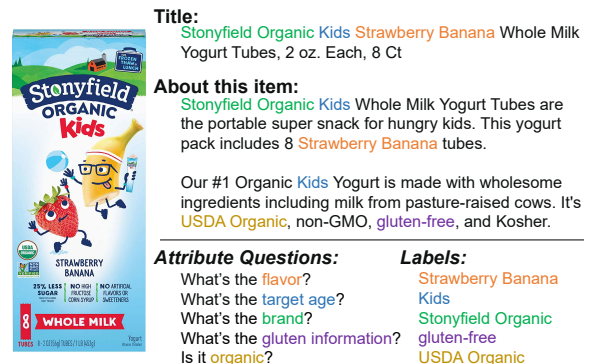 Title:
Stonyfield Organic Kids Strawberry Banana Whole Milk
Yogurt Tubes, 2 oz. Each, 8 Ct
About this item:
Stonyfield Organic Kids Whole Milk Yogurt Tubes are
the portable super snack for hungry kids. This yogurt
pack includes 8 Strawberry Banana tubes.
Our #1 Organic Kids Yogurt is made with wholesome
ingredients including milk from pasture-raised cows. It's
USDA Organic, non-GMO, gluten-free, and Kosher.
Attribute Questions:
What's the flavor?
What's the target age?
What's the brand?
What's the gluten information?
Is it organic?
Labels:
Strawberry Banana
Kids
Stonyfield Organic
gluten-free
USDA Organic
Stonyfield
ORGANIC
Kids
USDA
STRAWBERRY
BANANA
25% LESS
SUGAR
NO HIGH
FRUCTOSE
CORN SYRUP
NO ARTIFICIAL
FLAVORS OR
SWEETENERS
8
TUBES
WHOLE MILK
Yogurt